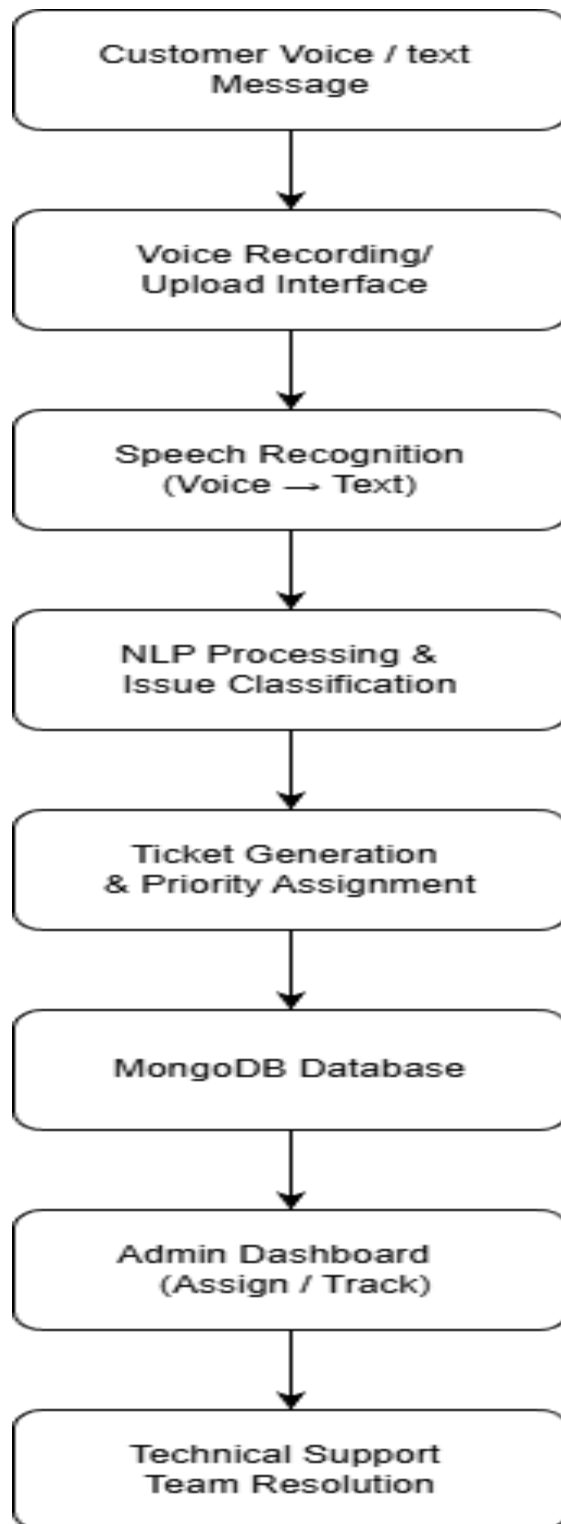 Customer Voice / text
Message
Voice Recording/
Upload Interface
Speech Recognition
(Voice → Text)
NLP Processing &
Issue Classification
Ticket Generation
& Priority Assignment
MongoDB Database
Admin Dashboard
(Assign / Track)
Technical Support
Team Resolution